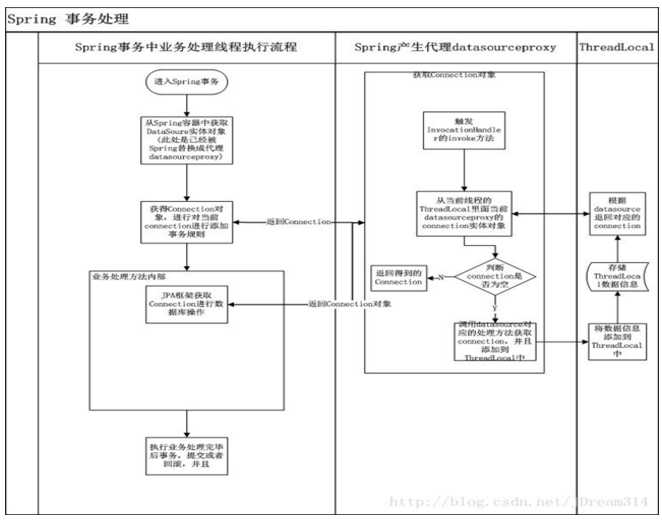 Spring 事务处理
Spring事务中业务处理线程执行流程
Spring产生代理datasourceproxy
ThreadLocal
进入Spring事务
从Spring容器中获取
DataSoure实体对象
(此处是已经被
Spring替换成代理
datasourceproxy)
获得Connection对
象，进行对当前
connection进行添加
事务规则
业务处理方法内部
JPA框架获取
Connection进行数
据库操作
执行业务处理完毕
后事务，提交或者
回滚，并且
返回Connection
返回Connection对象
获取Connection对象
触发
InvocationHandle
r的invoke方法
从当前线程的
ThreadLocal里面当前
datasourceproxy的
connection实体对象
判断
connection是
否为空
N
返回得到的
Connection
Y
调用datasource对
应的处理方法获取
connection，并且
添加到
ThreadLocal中
根据
datasource
返回对应的
connection
存储
ThreadLoca
l数据信息
将数据信息
添加到
ThreadLocal
中
http://blog.csdn.net/JDream314